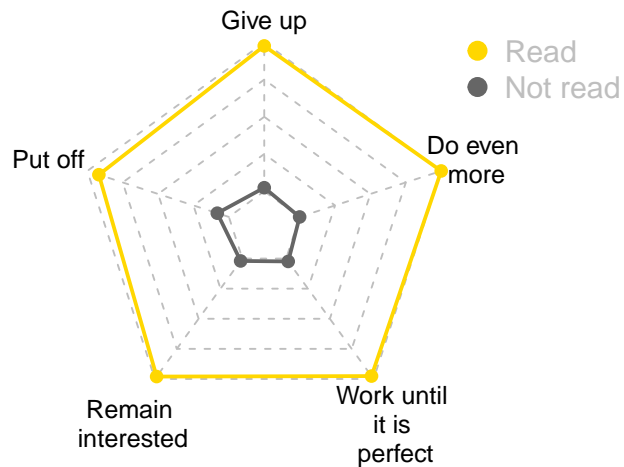 Give up
Read
Not read
Put off
Do even
more
Remain
interested
Work until
it is
perfect